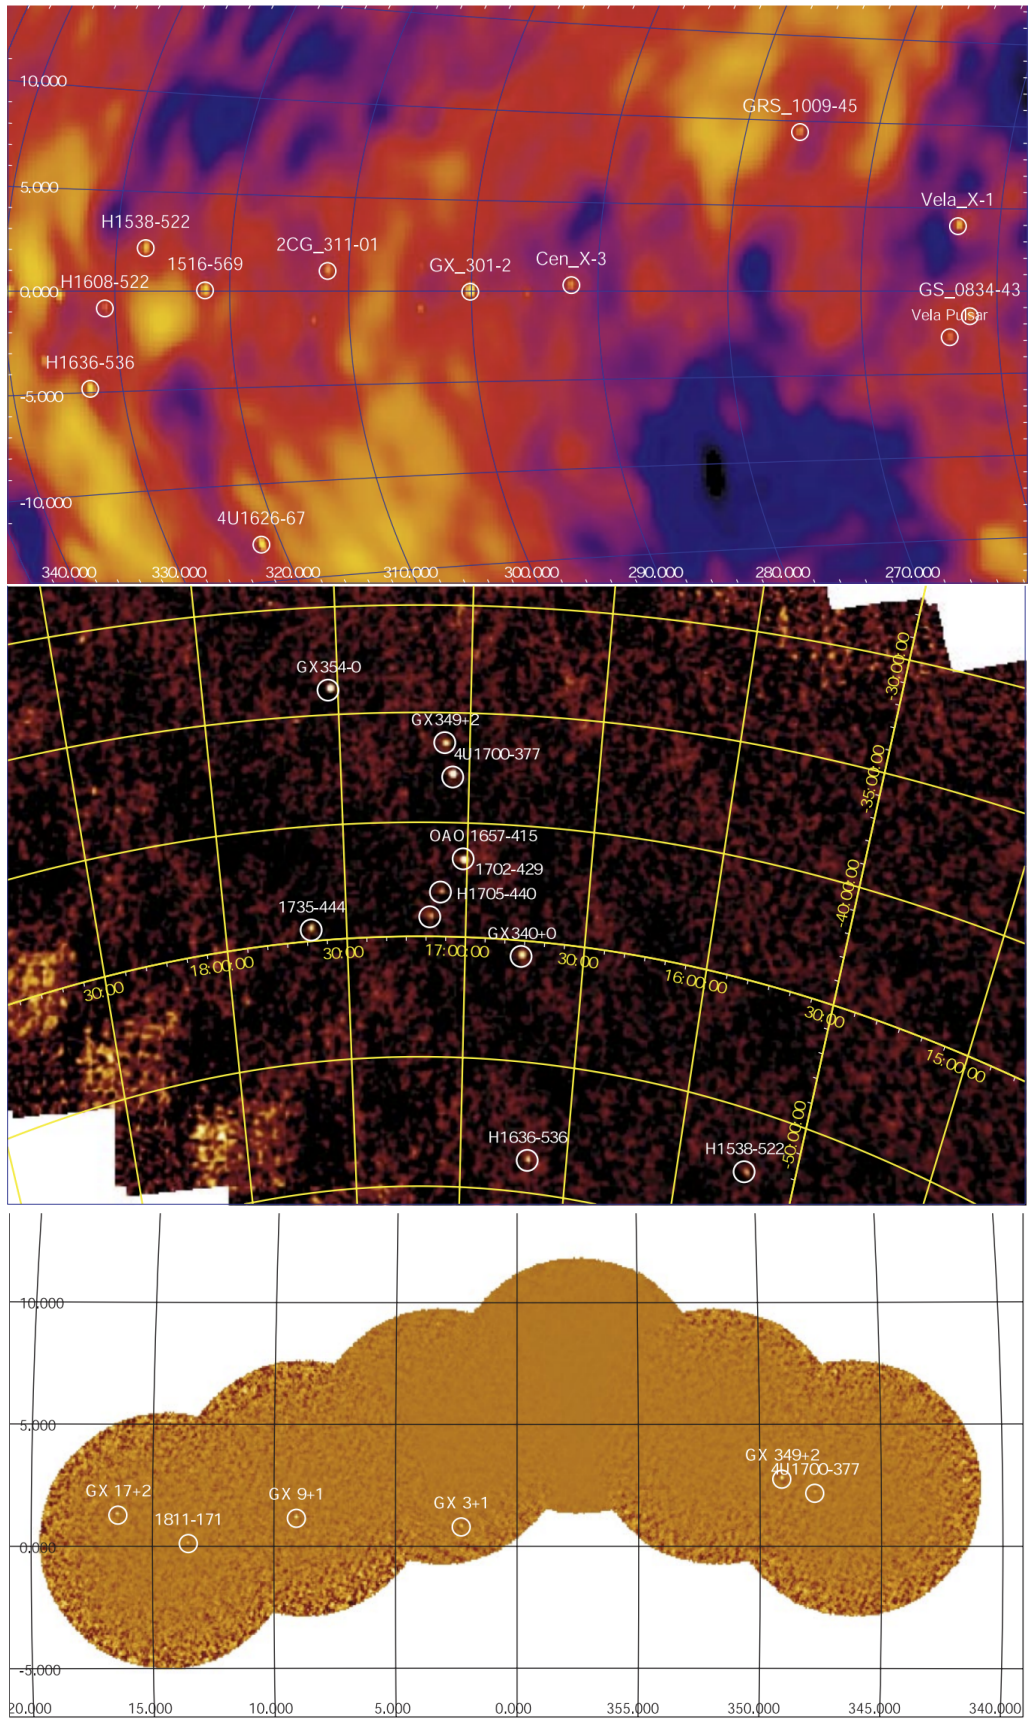 10.000
GRS_1009-45
5.000
Vela_X-1
H1538-522
2CG_311-01
1516-569
GX_301-2
Cen_X-3
H1608-522
0.000
GS_0834-43
Vela Pulsar
H1636-536
-5.000
-10.000
4U1626-67
340.000 330.000 320.000 310.000 300.000 290.000 280.000 270.000
-30:00:00
GX354-0
GX349+2
4U1700-377
-35:00:00
OAO 1657-415
1702-429
-40:00:00
H1705-440
1735-444
GX340+0
30:00 18:00:00 30:00 17:00:00 30:00 16:00:00 30:00 15:00:00
-50:00:00
H1636-536
H1538-522
10.000
5.000
GX 349+2
4U1700-377
GX 17+2
GX 9+1
GX 3+1
1811-171
0.000
-5.000
20.000 15.000 10.000 5.000 0.000 355.000 350.000 345.000 340.000